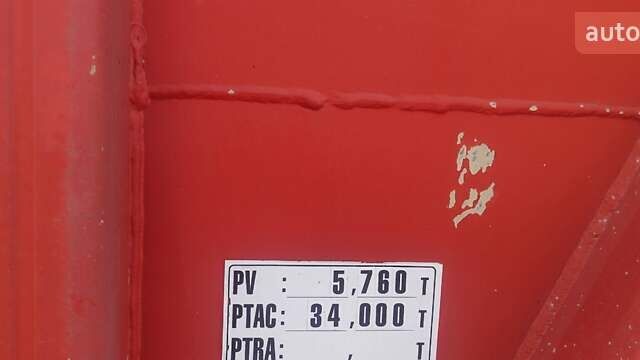 auto
PV : 5,760 T
PTAC: 34,000 T
PTRA: , T